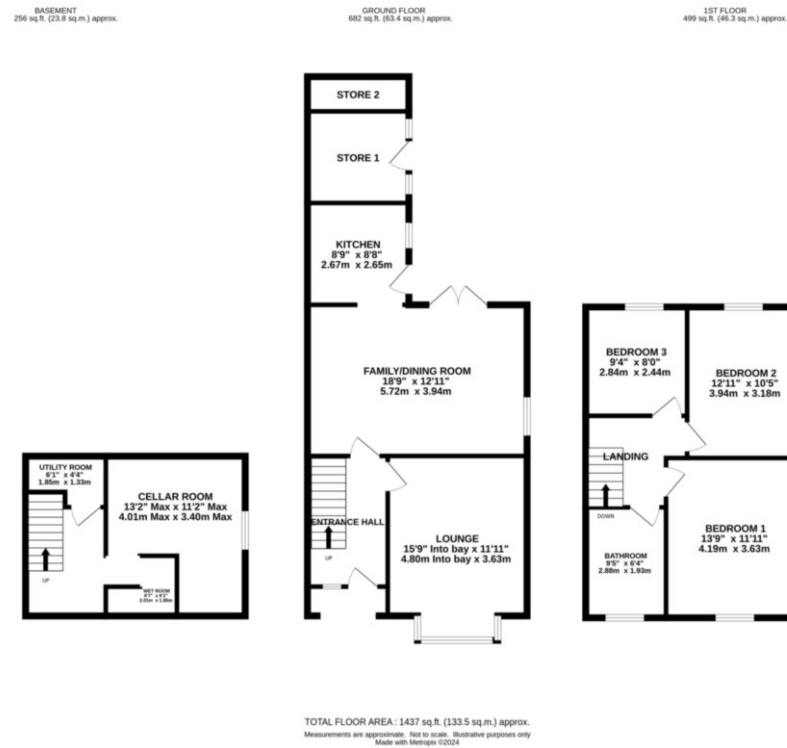 BASEMENT
256 sq.ft. (23.8 sq.m.) approx.
GROUND FLOOR
682 sq.ft. (63.4 sq.m.) approx.
1ST FLOOR
499 sq.ft. (46.3 sq.m.) approx.
STORE 2
STORE 1
KITCHEN
8'9" x 8'8"
2.67m x 2.65m
FAMILY/DINING ROOM
18'9" x 12'11"
5.72m x 3.94m
BEDROOM 3
9'4" x 8'0"
2.84m x 2.44m
BEDROOM 2
12'11" x 10'5"
3.94m x 3.18m
UTILITY ROOM
6'1" x 4'4"
1.85m x 1.33m
CELLAR ROOM
13'2" Max x 11'2" Max
4.01m Max x 3.40m Max
UP
WET ROOM
ENTRANCE HALL
UP
LOUNGE
15'9" Into bay x 11'11"
4.80m Into bay x 3.63m
LANDING
DOWN
BEDROOM 1
13'9" x 11'11"
4.19m x 3.63m
BATHROOM
9'5" x 6'4"
2.88m x 1.93m
TOTAL FLOOR AREA : 1437 sq.ft. (133.5 sq.m.) approx.
Measurements are approximate. Not to scale. Illustrative purposes only
Made with Metropix ©2024